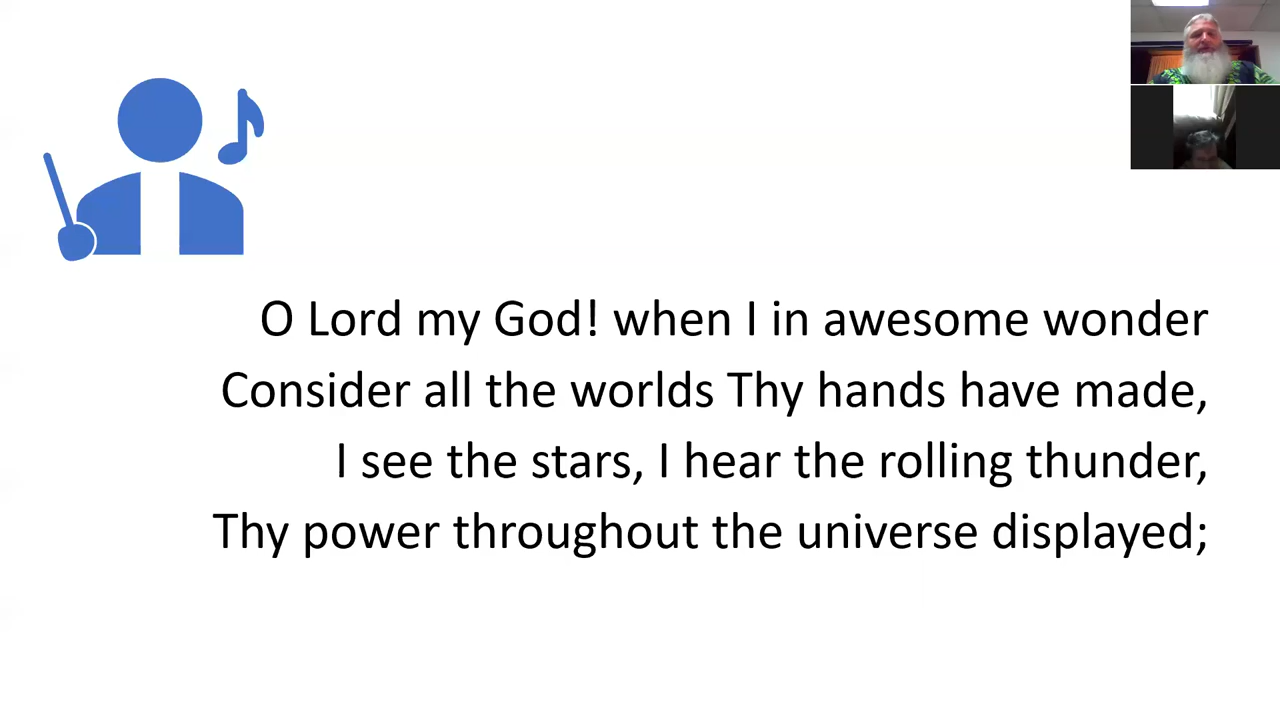 O Lord my God! when I in awesome wonder
Consider all the worlds Thy hands have made,
I see the stars, I hear the rolling thunder,
Thy power throughout the universe displayed;